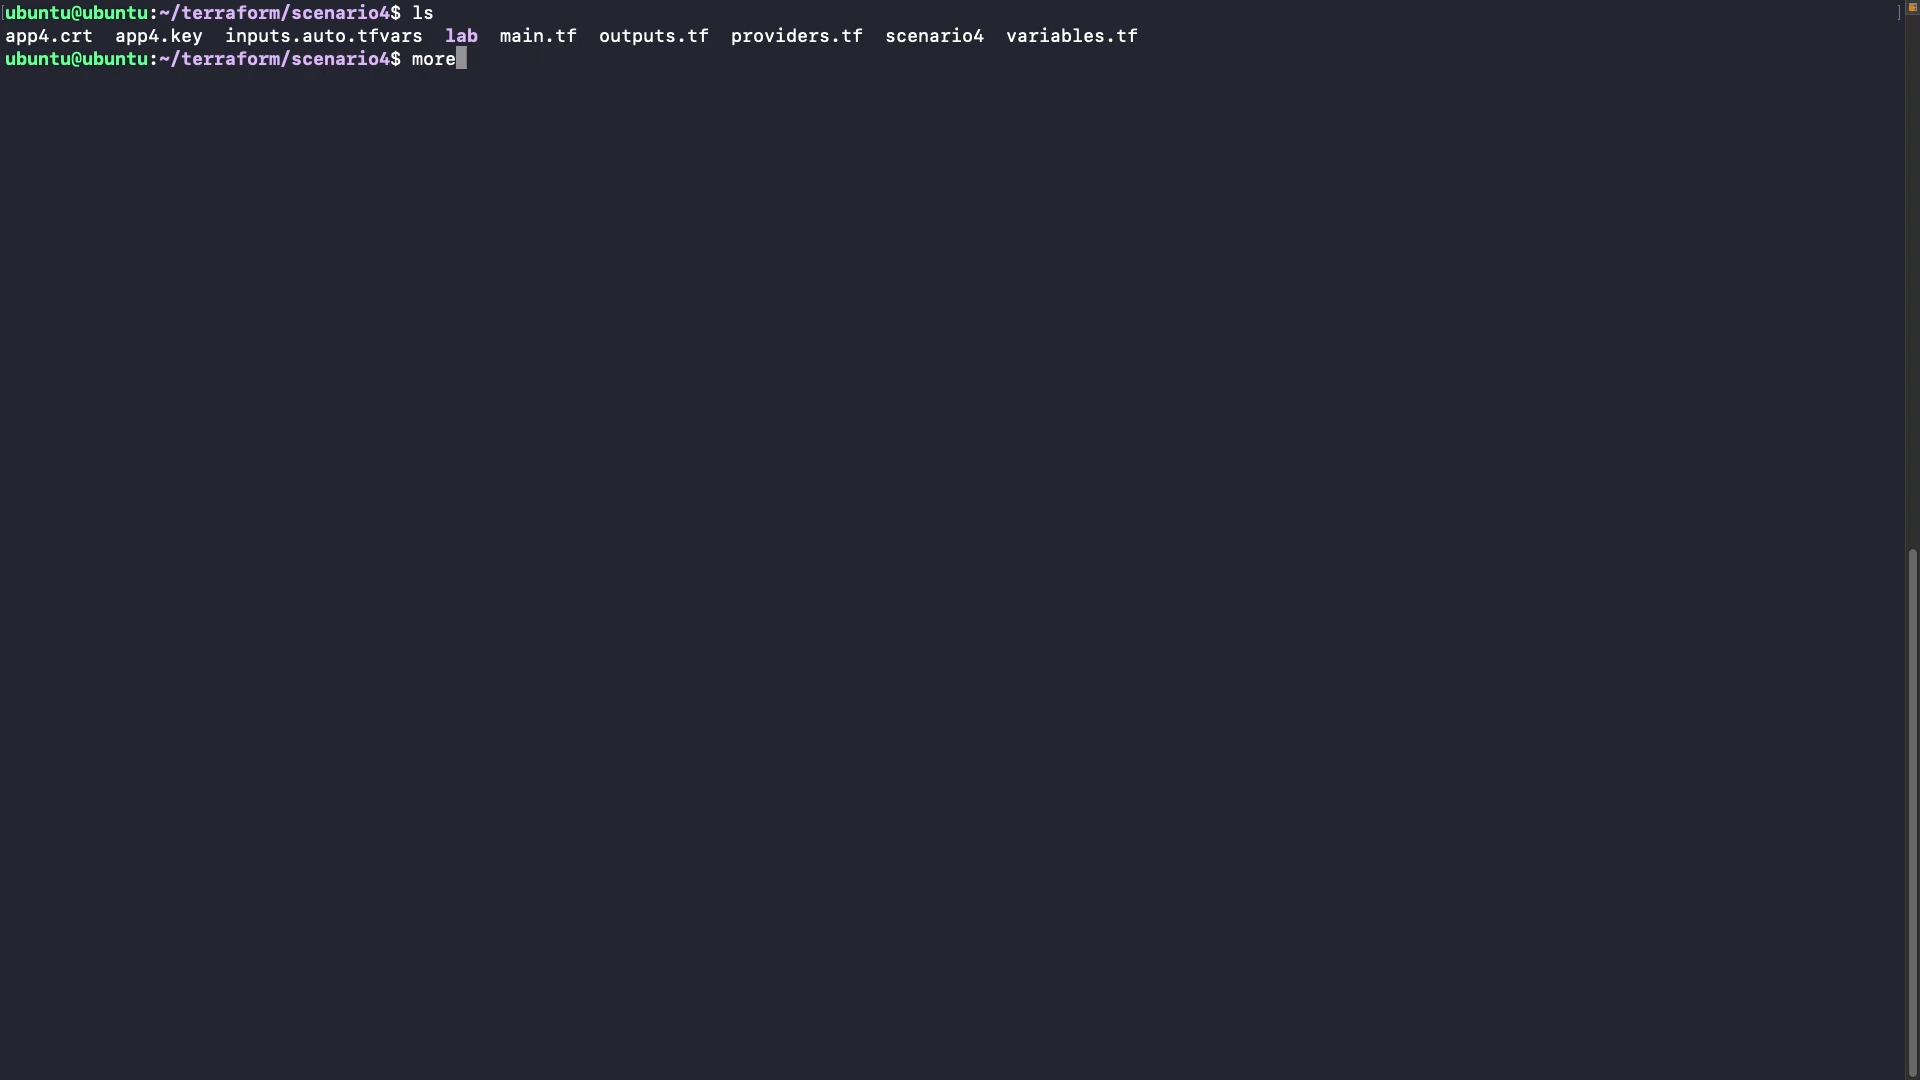 ubuntu@ubuntu:~/terraform/scenario4$ ls
app4.crt  app4.key  inputs.auto.tfvars  lab  main.tf  outputs.tf  providers.tf  scenario4  variables.tf
ubuntu@ubuntu:~/terraform/scenario4$ more